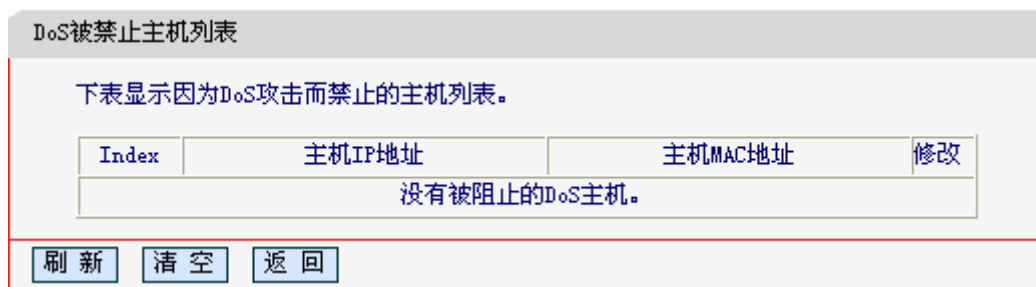 DoS被禁止主机列表
下表显示因为DoS攻击而禁止的主机列表。
Index 主机IP地址 主机MAC地址 修改
没有被阻止的DoS主机。
刷 新 清 空 返 回